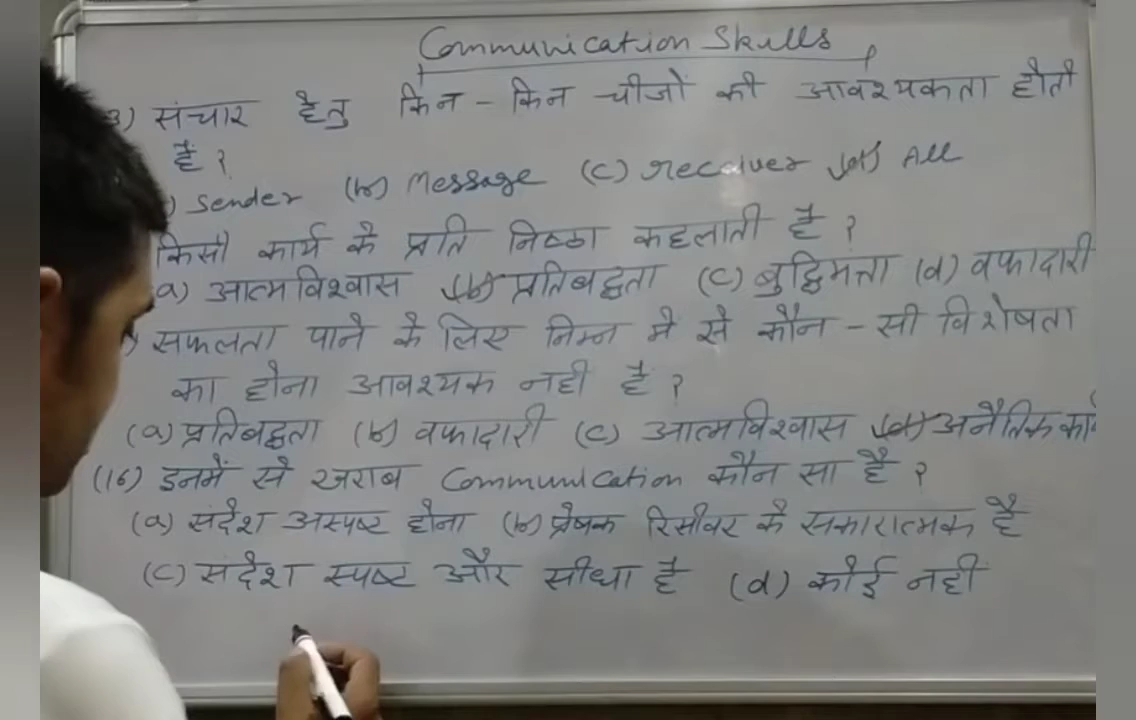 Communication Skills
3) संचार हेतु किन - किन चीजों की आवश्यकता होती
है ?
) Sender (b) Message (c) receiver (d) All
किसी कार्य के प्रति निष्ठा कहलाती है ?
a) आत्मविश्वास (b) प्रतिबद्धता (c) बुद्धिमत्ता (d) वफादारी
सफलता पाने के लिए निम्न मे से कौन - सी विशेषता
का होना आवश्यक नही है ?
(a) प्रतिबद्धता (b) वफादारी (c) आत्मविश्वास (d) अनैतिक
(16) इनमें से खराब Communication कौन सा है ?
(a) संदेश अस्पष्ट होना (b) प्रेषक रिसीवर के सकारात्मक है
(c) संदेश स्पष्ट और सीधा है (d) कोई नही